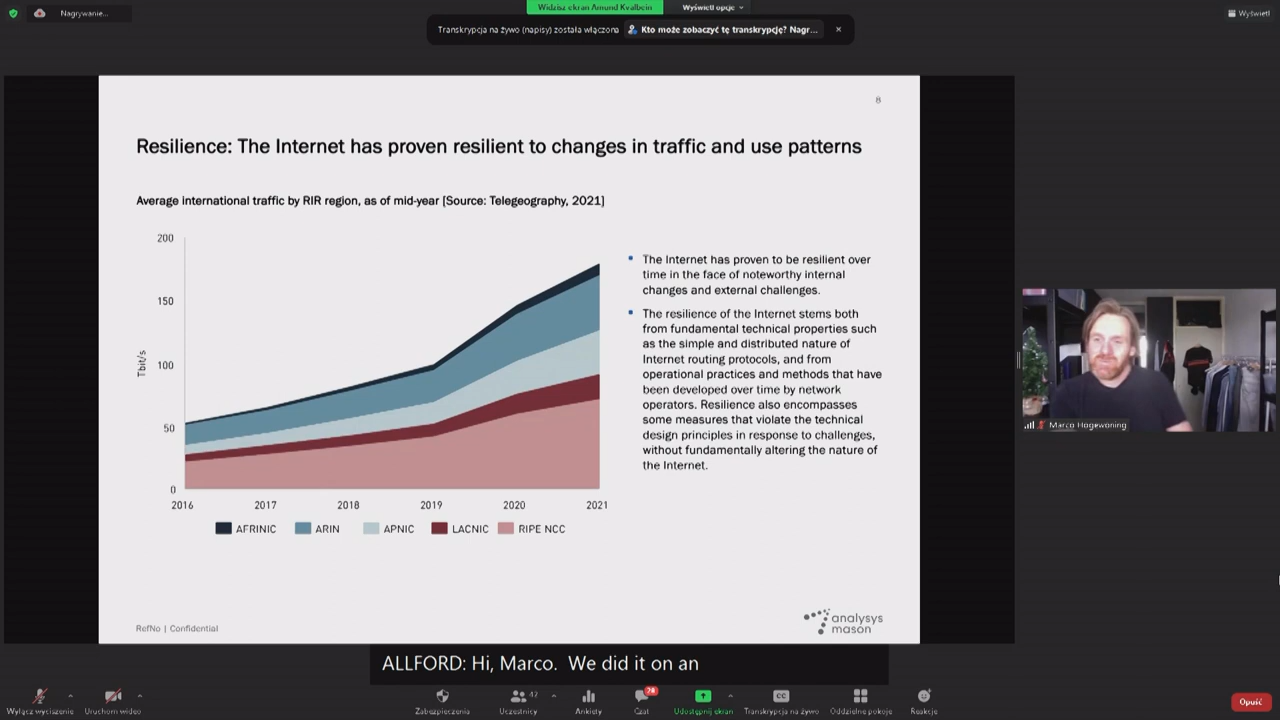 Nagrywanie...
Widzisz ekran Amund Kvalbein
Wyświetl opcje
Wyświetl
Transkrypcja na żywo (napisy) została włączona
Kto może zobaczyć tę transkrypcję? Nagr...
8
Resilience: The Internet has proven resilient to changes in traffic and use patterns
Average international traffic by RIR region, as of mid-year [Source: Telegeography, 2021]
200
150
100
50
0
Tbit/s
2016 2017 2018 2019 2020 2021
AFRINIC ARIN APNIC LACNIC RIPE NCC
The Internet has proven to be resilient over
time in the face of noteworthy internal
changes and external challenges.
The resilience of the Internet stems both
from fundamental technical properties such
as the simple and distributed nature of
Internet routing protocols, and from
operational practices and methods that have
been developed over time by network
operators. Resilience also encompasses
some measures that violate the technical
design principles in response to challenges,
without fundamentally altering the nature of
the Internet.
Marco Hogewoning
RefNo | Confidential
analysys
mason
ALLFORD: Hi, Marco. We did it on an
Wyłącz wyciszenie
Uruchom wideo
Zabezpieczenia
42
Uczestnicy
Ankiety
78
Czat
Udostępnij ekran
CC
Transkrypcja na żywo
Oddzielne pokoje
Reakcje
Opuść